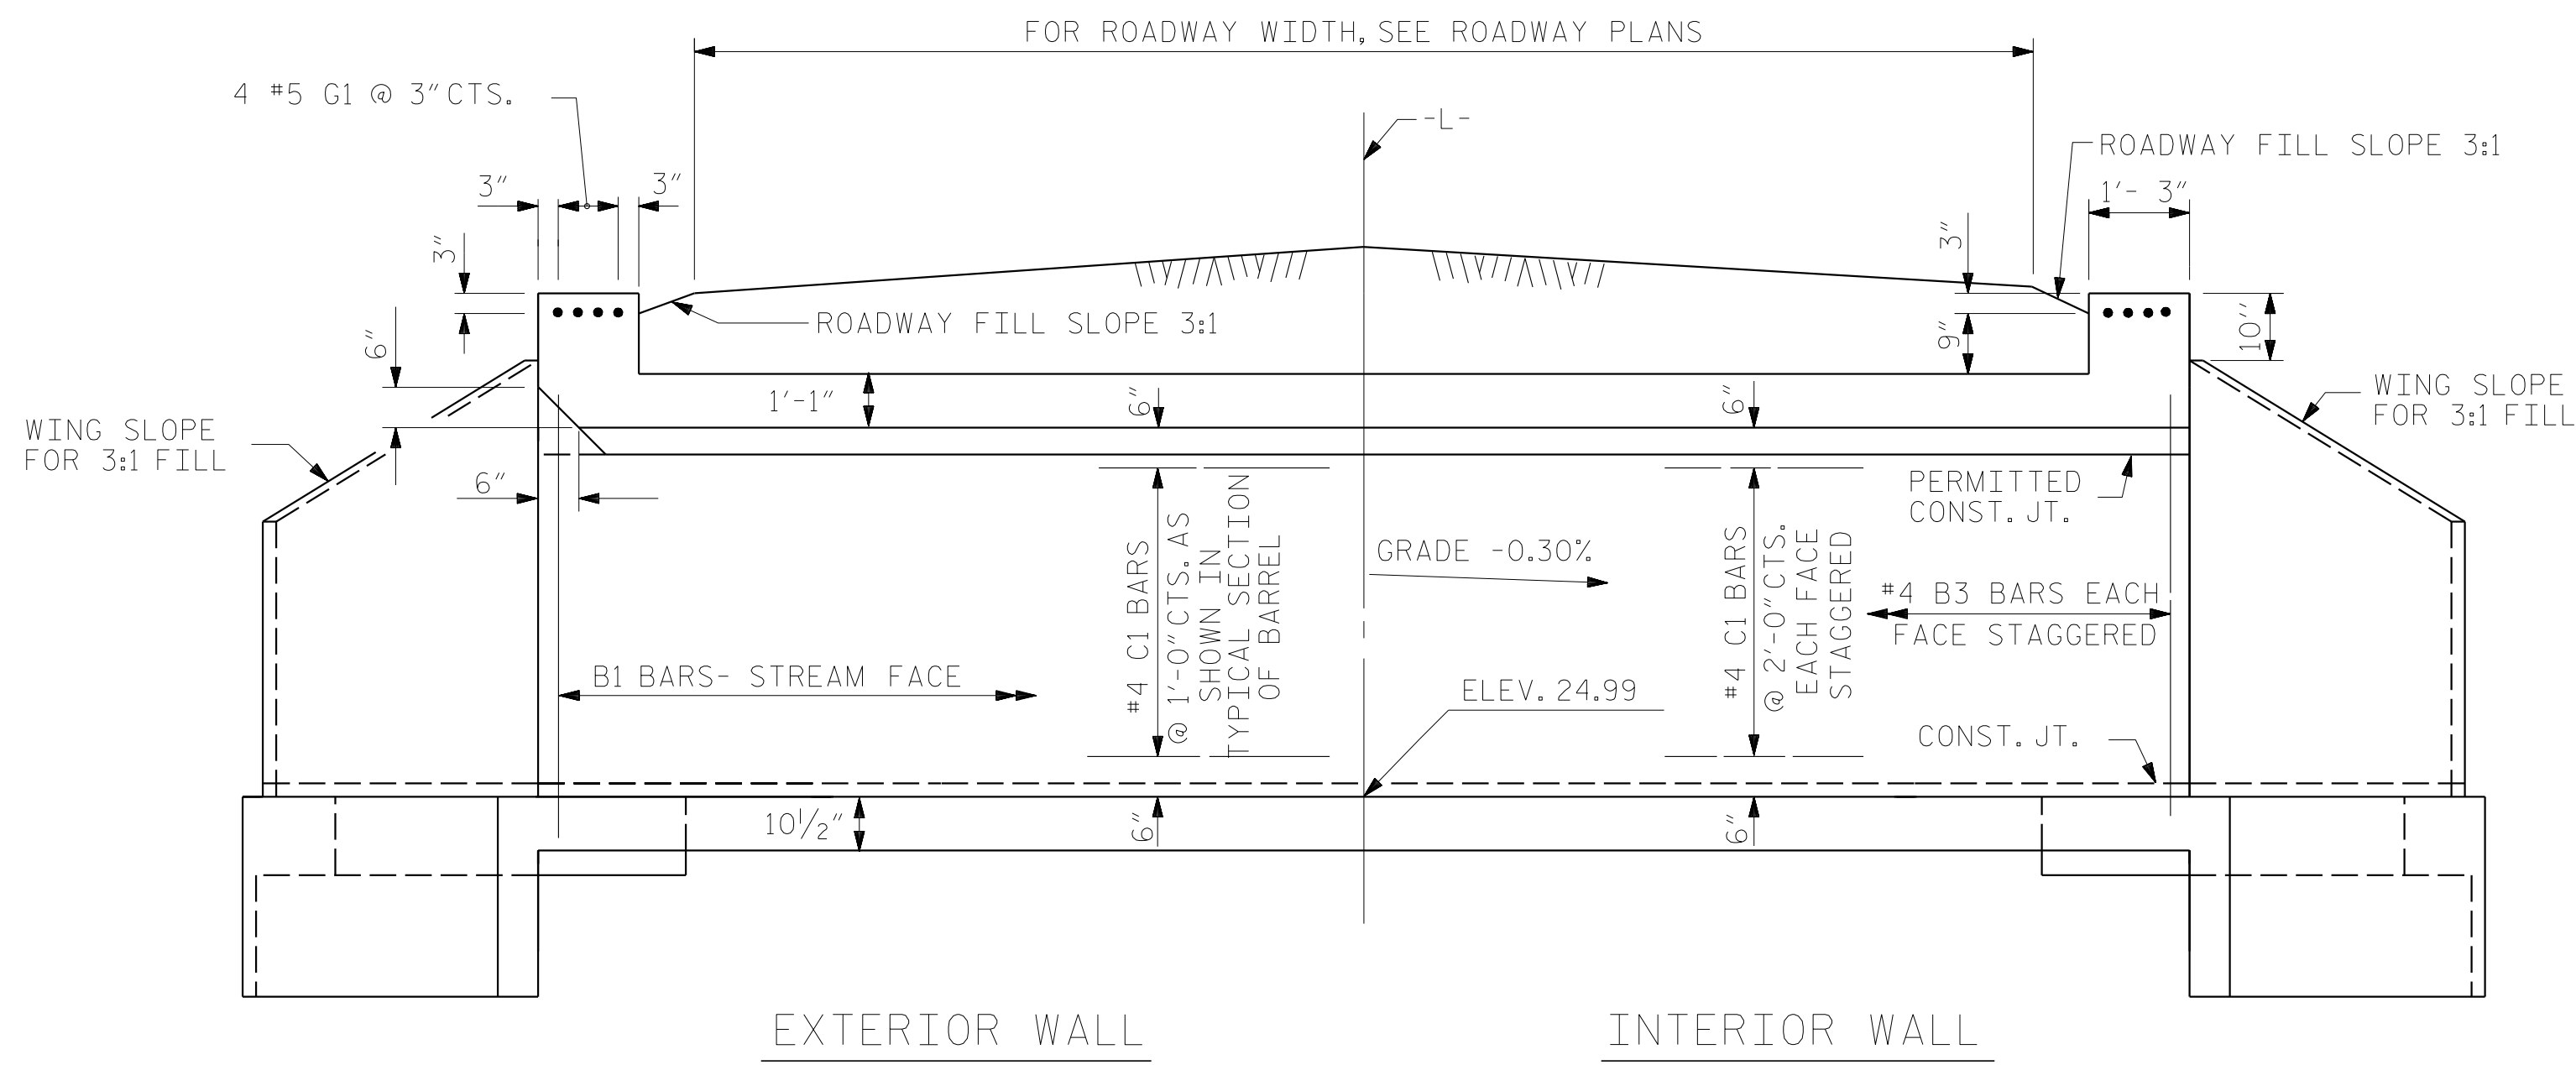 FOR ROADWAY WIDTH, SEE ROADWAY PLANS
4 #5 G1 @ 3" CTS.
-L-
ROADWAY FILL SLOPE 3:1
3"
3"
1'- 3"
3"
3"
ROADWAY FILL SLOPE 3:1
6"
9"
10''
1'-1"
6"
6"
WING SLOPE
FOR 3:1 FILL
WING SLOPE
FOR 3:1 FILL
6"
PERMITTED
CONST. JT.
#4 C1 BARS
@ 1'-0" CTS. AS
SHOWN IN
TYPICAL SECTION
OF BARREL
GRADE -0.30%
#4 C1 BARS
@ 2'-0" CTS.
EACH FACE
STAGGERED
#4 B3 BARS EACH
FACE STAGGERED
B1 BARS- STREAM FACE
ELEV. 24.99
CONST. JT.
10 1/2"
6"
6"
EXTERIOR WALL
INTERIOR WALL